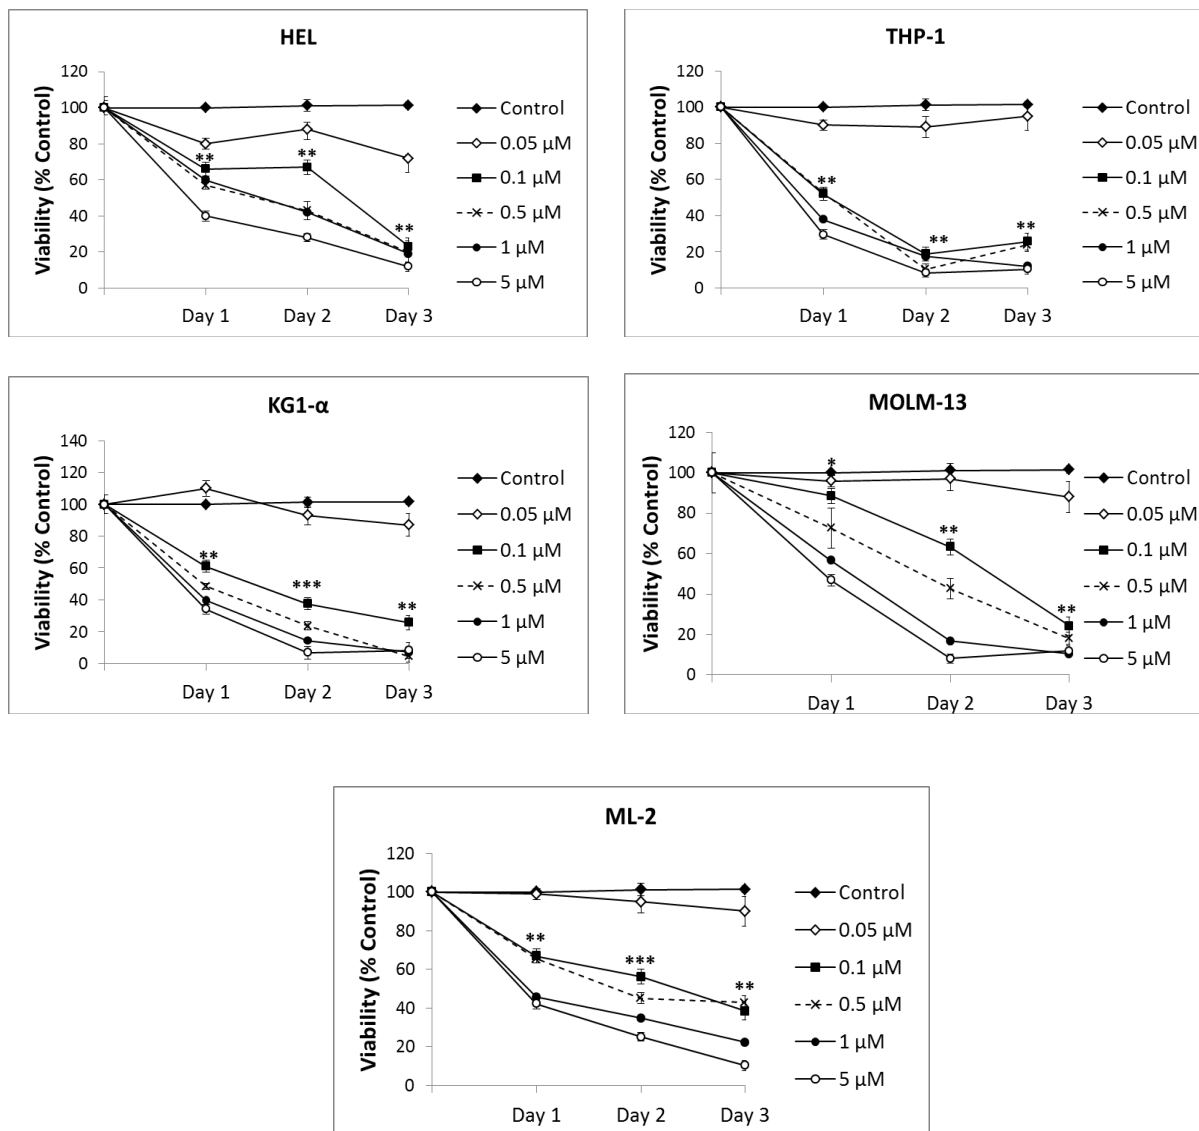 HEL
Viability (% Control)
120
100
80
60
40
20
0
** ** **
Day 1 Day 2 Day 3
Control
0.05 µM
0.1 µM
0.5 µM
1 µM
5 µM
THP-1
Viability (% Control)
120
100
80
60
40
20
0
** ** **
Day 1 Day 2 Day 3
Control
0.05 µM
0.1 µM
0.5 µM
1 µM
5 µM
KG1-α
Viability (% Control)
140
120
100
80
60
40
20
0
** *** **
Day 1 Day 2 Day 3
Control
0.05 µM
0.1 µM
0.5 µM
1 µM
5 µM
MOLM-13
Viability (% Control)
120
100
80
60
40
20
0
* ** **
Day 1 Day 2 Day 3
Control
0.05 µM
0.1 µM
0.5 µM
1 µM
5 µM
ML-2
Viability (% Control)
120
100
80
60
40
20
0
** *** **
Day 1 Day 2 Day 3
Control
0.05 µM
0.1 µM
0.5 µM
1 µM
5 µM